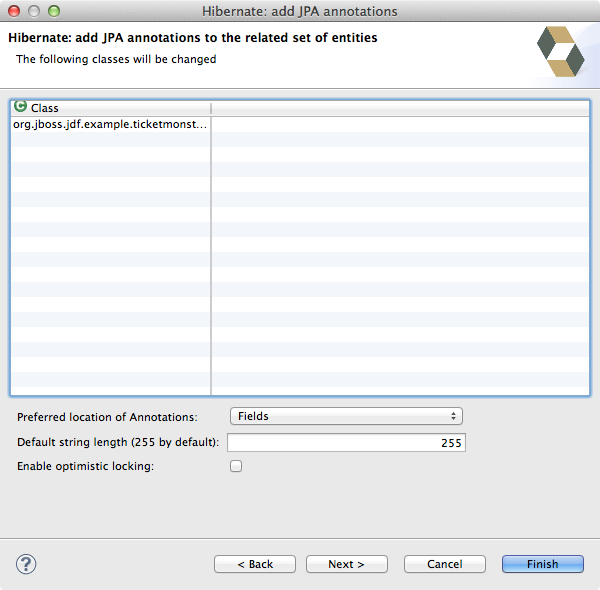 Hibernate: add JPA annotations
Hibernate: add JPA annotations to the related set of entities
The following classes will be changed
C Class
org.jboss.jdf.example.ticketmonst...
Preferred location of Annotations: Fields
Default string length (255 by default): 255
Enable optimistic locking:
? < Back Next > Cancel Finish